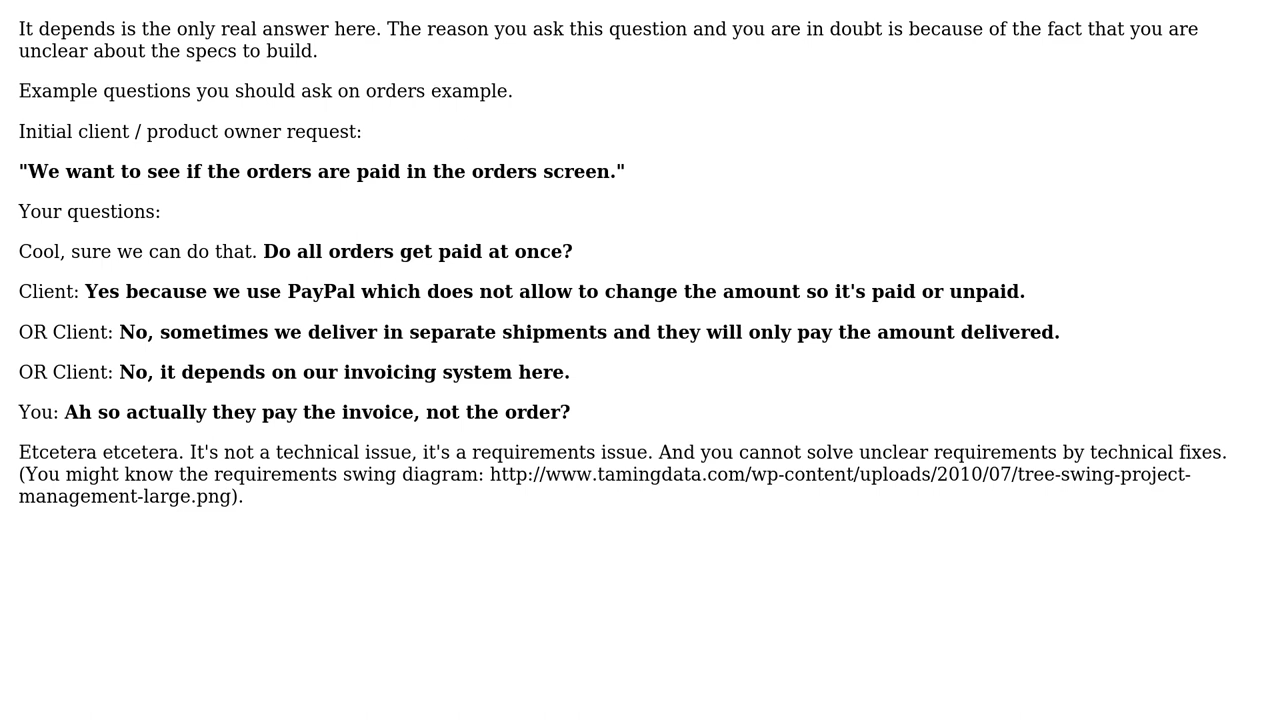 It depends is the only real answer here. The reason you ask this question and you are in doubt is because of the fact that you are
unclear about the specs to build.
Example questions you should ask on orders example.
Initial client / product owner request:
"We want to see if the orders are paid in the orders screen."
Your questions:
Cool, sure we can do that. Do all orders get paid at once?
Client: Yes because we use PayPal which does not allow to change the amount so it's paid or unpaid.
OR Client: No, sometimes we deliver in separate shipments and they will only pay the amount delivered.
OR Client: No, it depends on our invoicing system here.
You: Ah so actually they pay the invoice, not the order?
Etcetera etcetera. It's not a technical issue, it's a requirements issue. And you cannot solve unclear requirements by technical fixes.
(You might know the requirements swing diagram: http://www.tamingdata.com/wp-content/uploads/2010/07/tree-swing-project-
management-large.png).